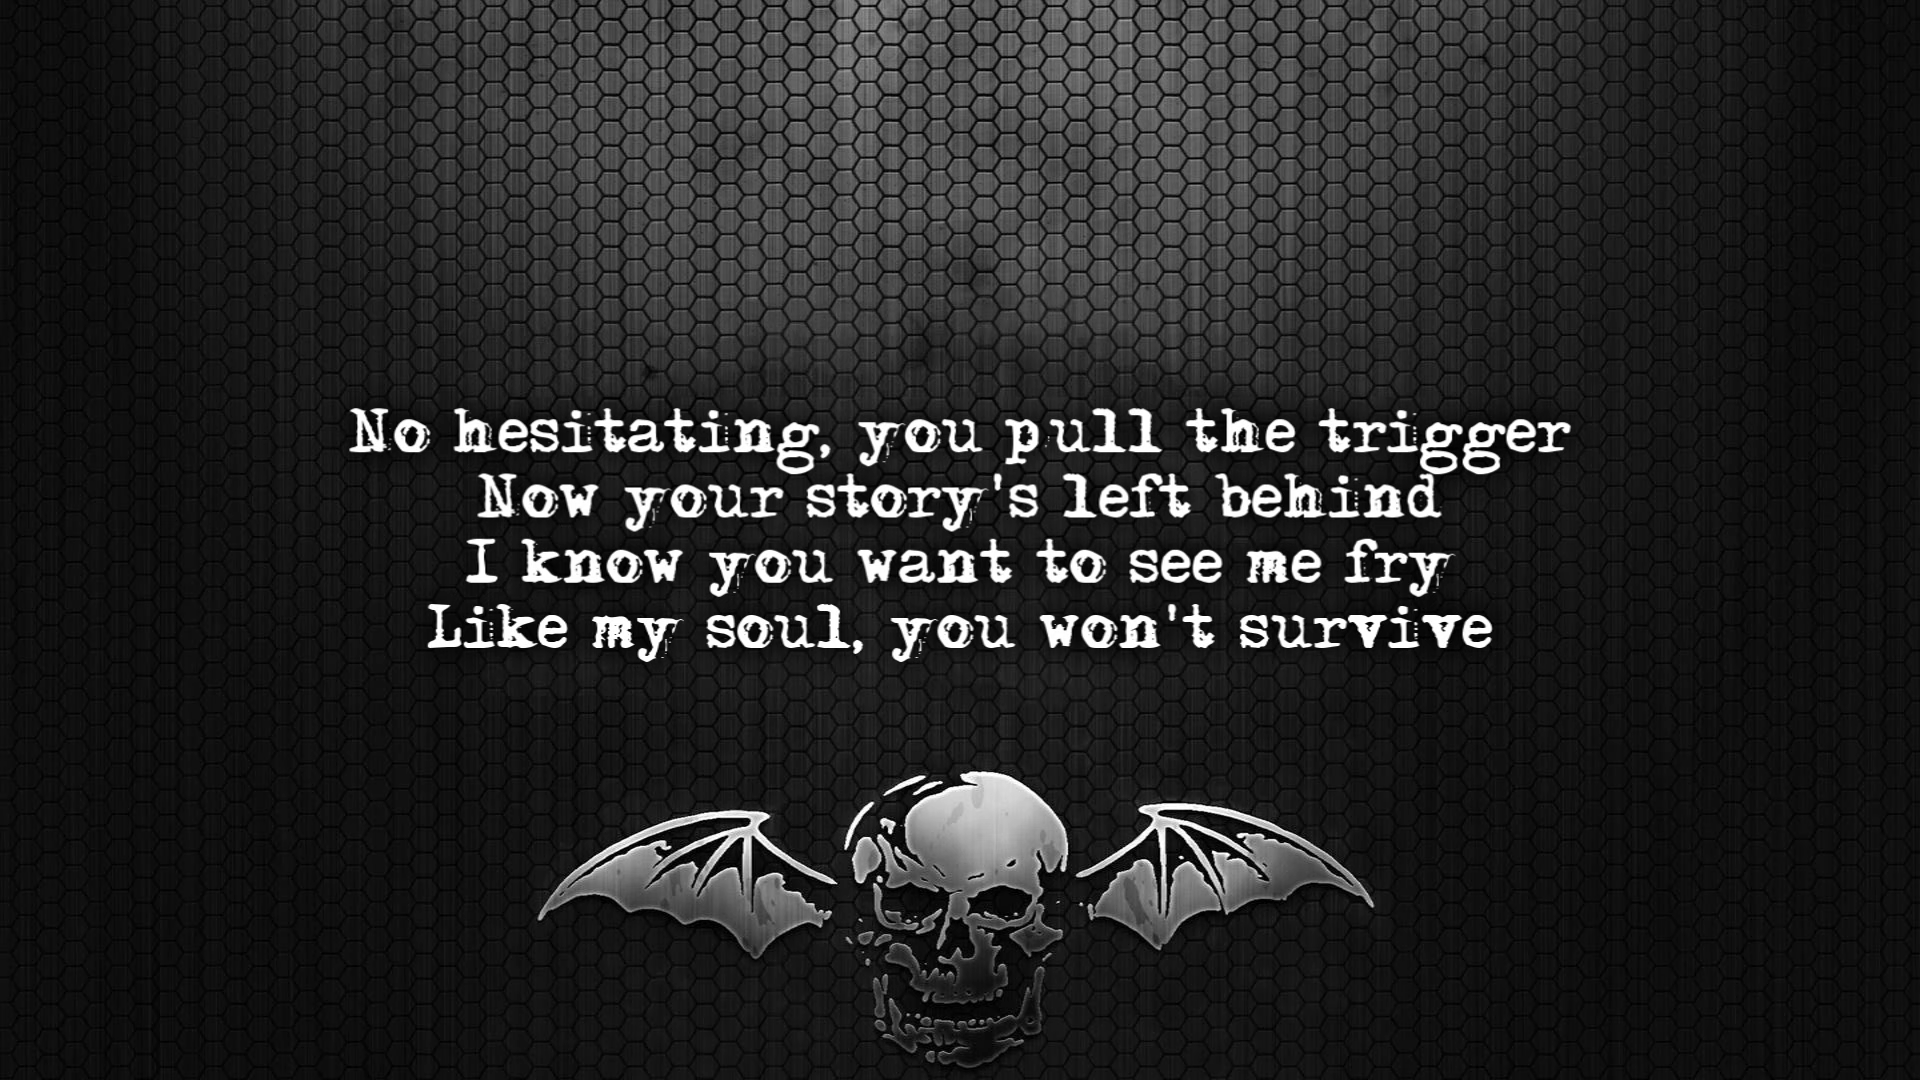 No hesitating, you pull the trigger
Now your story's left behind
I know you want to see me fry
Like my soul, you won't survive